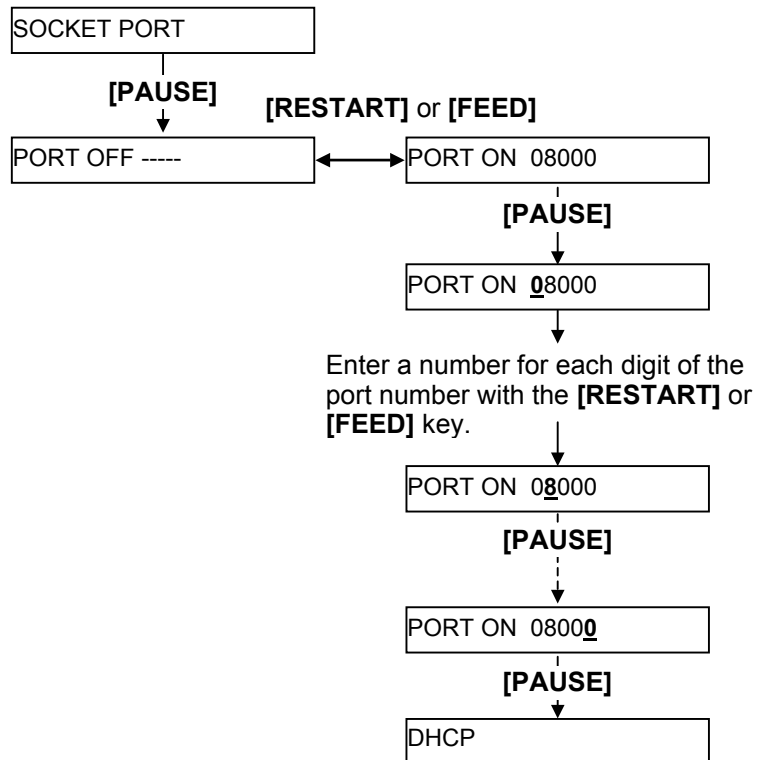 SOCKET PORT
[PAUSE]
[RESTART] or [FEED]
PORT OFF -----
PORT ON 08000
[PAUSE]
PORT ON 08000
Enter a number for each digit of the
port number with the [RESTART] or
[FEED] key.
PORT ON 08000
[PAUSE]
PORT ON 08000
[PAUSE]
DHCP